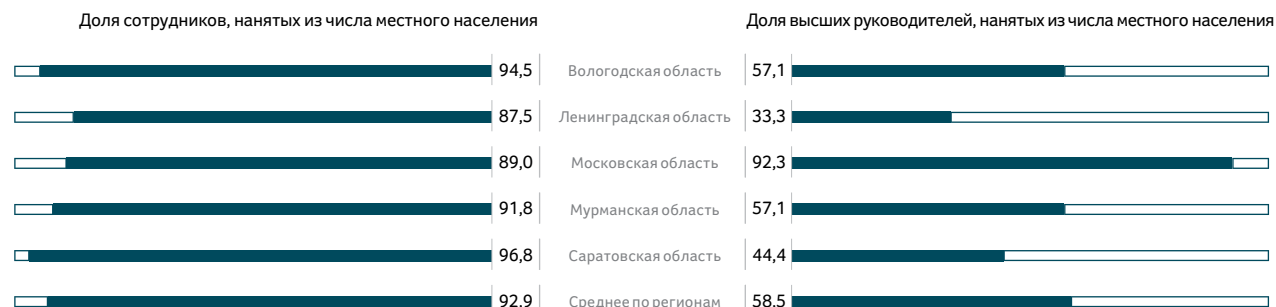 Доля сотрудников, нанятых из числа местного населения
Доля высших руководителей, нанятых из числа местного населения
94,5 Вологодская область 57,1
87,5 Ленинградская область 33,3
89,0 Московская область 92,3
91,8 Мурманская область 57,1
96,8 Саратовская область 44,4
92,9 Среднее по регионам 58,5